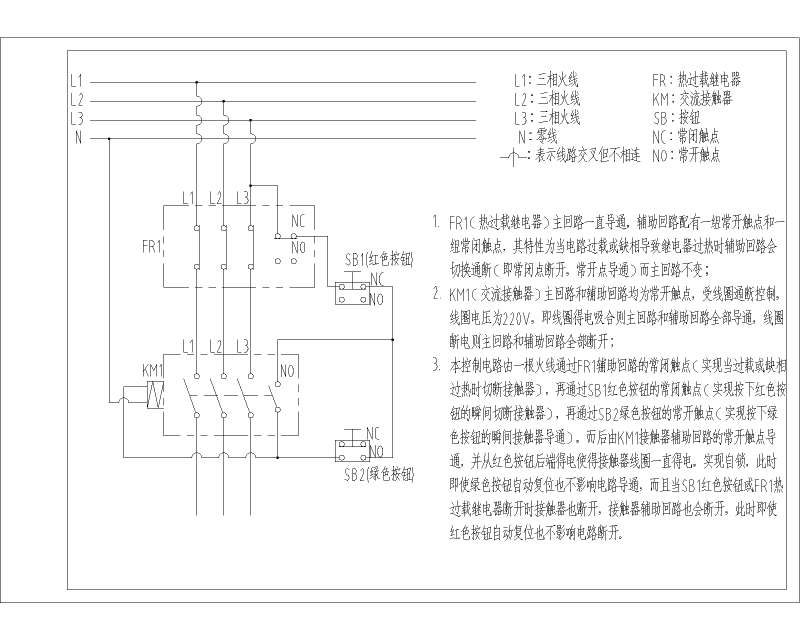 L1
L2
L3
N
L1：三相火线
L2：三相火线
L3：三相火线
N：零线
：表示线路交叉但不相连
FR：热过载继电器
KM：交流接触器
SB：按钮
NC：常闭触点
NO：常开触点
L1 L2 L3
NC
NO
FR1
SB1(红色按钮)
NC
NO
L1 L2 L3
KM1
NO
NC
NO
SB2(绿色按钮)
1. FR1（热过载继电器）主回路一直导通，辅助回路配有一组常开触点和一
组常闭触点，其特性为当电路过载或缺相导致继电器过热时辅助回路会
切换通断（即常闭点断开，常开点导通）而主回路不变；
2. KM1（交流接触器）主回路和辅助回路均为常开触点，受线圈通断控制，
线圈电压为220V，即线圈得电吸合则主回路和辅助回路全部导通，线圈
断电则主回路和辅助回路全部断开；
3. 本控制电路由一根火线通过FR1辅助回路的常闭触点（实现当过载或缺相
过热时切断接触器），再通过SB1红色按钮的常闭触点（实现按下红色按
钮的瞬间切断接触器），再通过SB2绿色按钮的常开触点（实现按下绿
色按钮的瞬间接触器导通）。而后由KM1接触器辅助回路的常开触点导
通，并从红色按钮后端得电使得接触器线圈一直得电。实现自锁，此时
即使绿色按钮自动复位也不影响电路导通，而且当SB1红色按钮或FR1热
过载继电器断开时接触器也断开，接触器辅助回路也会断开，此时即使
红色按钮自动复位也不影响电路断开。